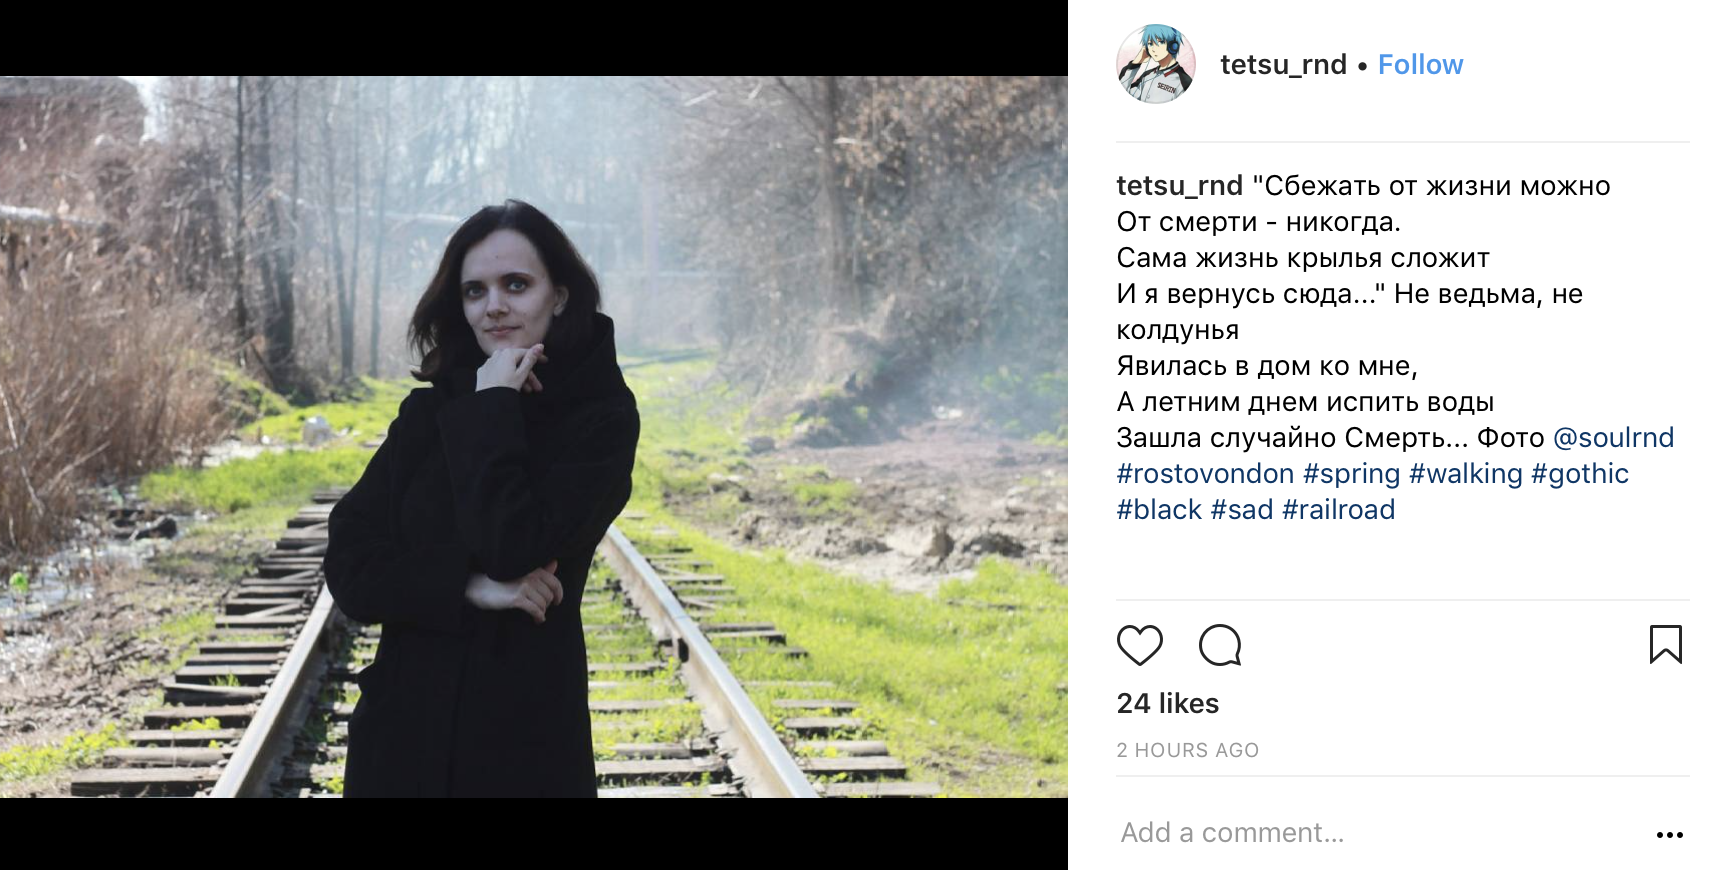 SEIRIN
tetsu_rnd • Follow
tetsu_rnd "Сбежать от жизни можно
От смерти - никогда.
Сама жизнь крылья сложит
И я вернусь сюда..." Не ведьма, не
колдунья
Явилась в дом ко мне,
А летним днем испить воды
Зашла случайно Смерть... Фото @soulrnd
#rostovondon #spring #walking #gothic
#black #sad #railroad
24 likes
2 HOURS AGO
Add a comment...